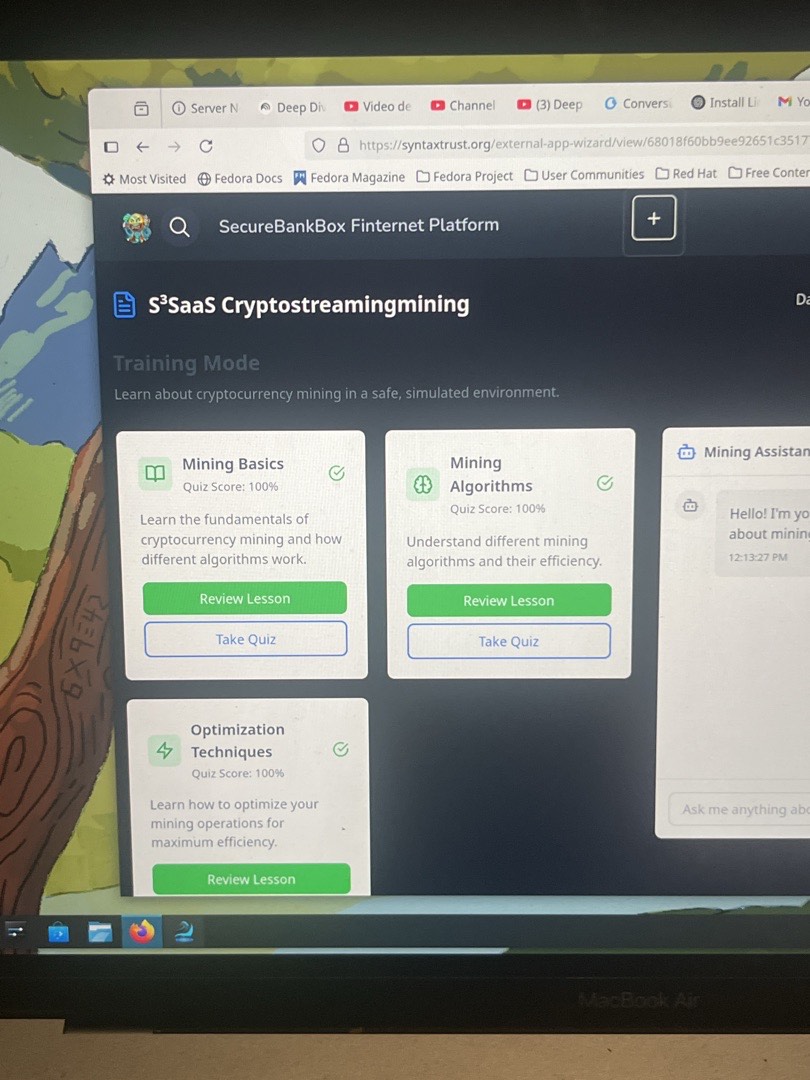 Server N
Deep Div
Video de
Channel
(3) Deep
Convers
Install Li
Yo
https://syntaxtrust.org/external-app-wizard/view/68018f60bb9ee92651c3517
Most Visited
Fedora Docs
Fedora Magazine
Fedora Project
User Communities
Red Hat
Free Conter
SecureBankBox Finternet Platform
+
S³SaaS Cryptostreamingmining
Da
Training Mode
Learn about cryptocurrency mining in a safe, simulated environment.
Mining Basics
Quiz Score: 100%
Learn the fundamentals of
cryptocurrency mining and how
different algorithms work.
Review Lesson
Take Quiz
Mining
Algorithms
Quiz Score: 100%
Understand different mining
algorithms and their efficiency.
Review Lesson
Take Quiz
Mining Assistan
Hello! I'm yo
about mining
12:13:27 PM
Ask me anything abo
Optimization
Techniques
Quiz Score: 100%
Learn how to optimize your
mining operations for
maximum efficiency.
Review Lesson
6×9=42
MacBook Air